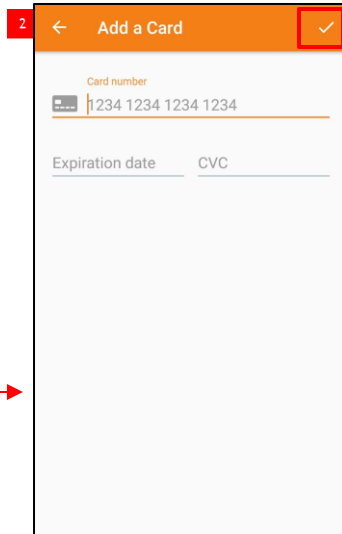 2
Add a Card
Card number
1234 1234 1234 1234
Expiration date CVC